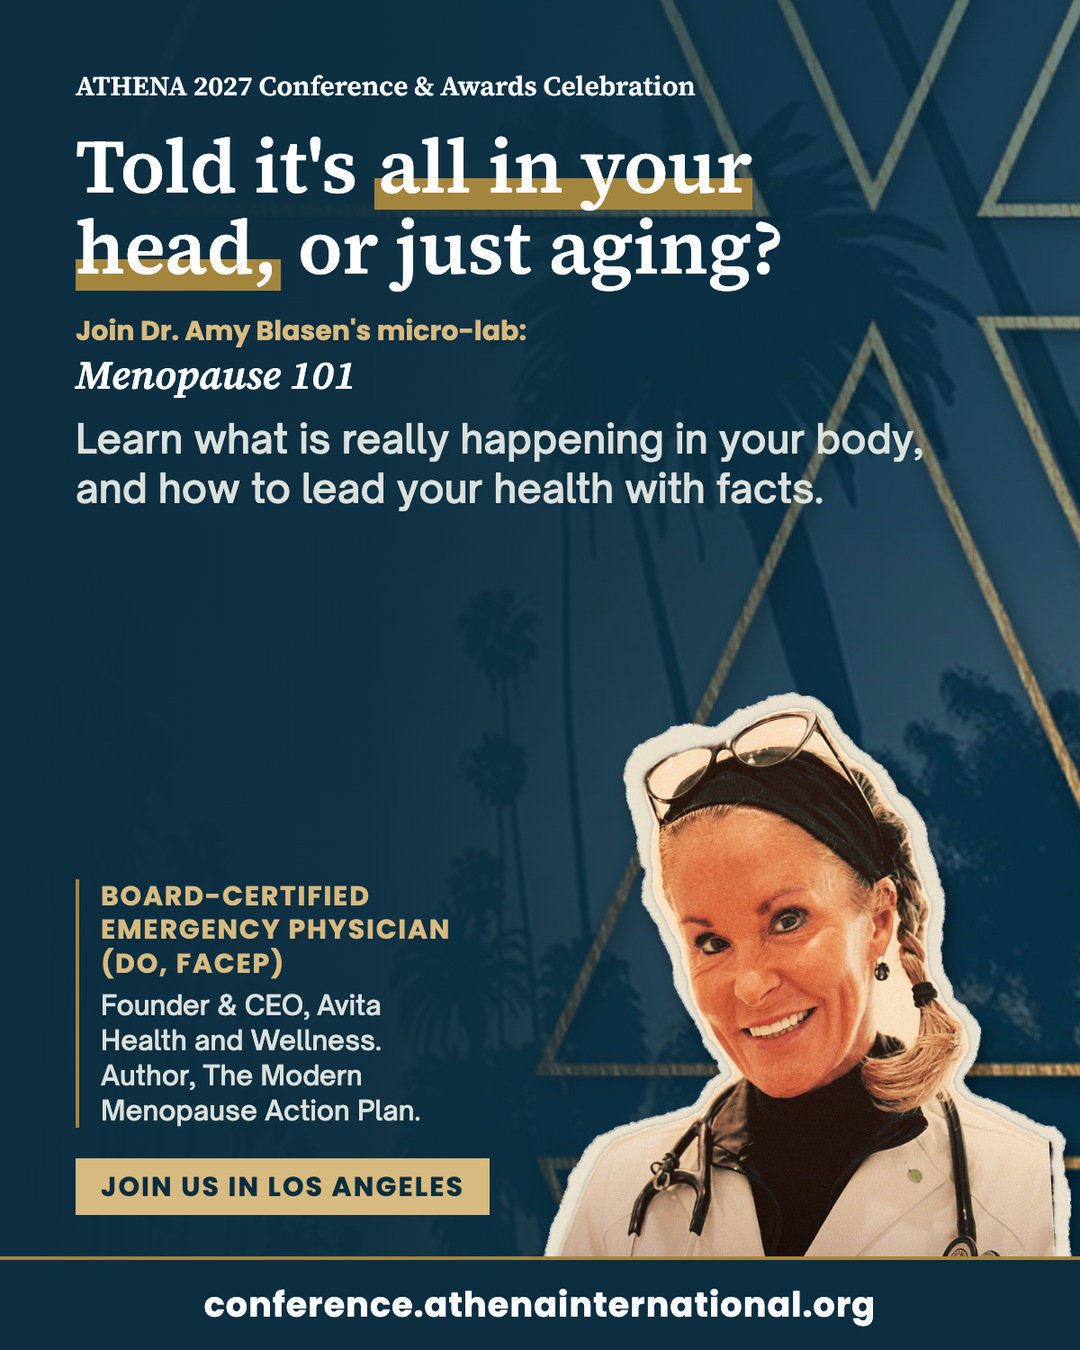 ATHENA 2027 Conference & Awards Celebration
Told it's all in your
head, or just aging?
Join Dr. Amy Blasen's micro-lab:
Menopause 101
Learn what is really happening in your body,
and how to lead your health with facts.
BOARD-CERTIFIED
EMERGENCY PHYSICIAN
(DO, FACEP)
Founder & CEO, Avita
Health and Wellness.
Author, The Modern
Menopause Action Plan.
JOIN US IN LOS ANGELES
conference.athenainternational.org